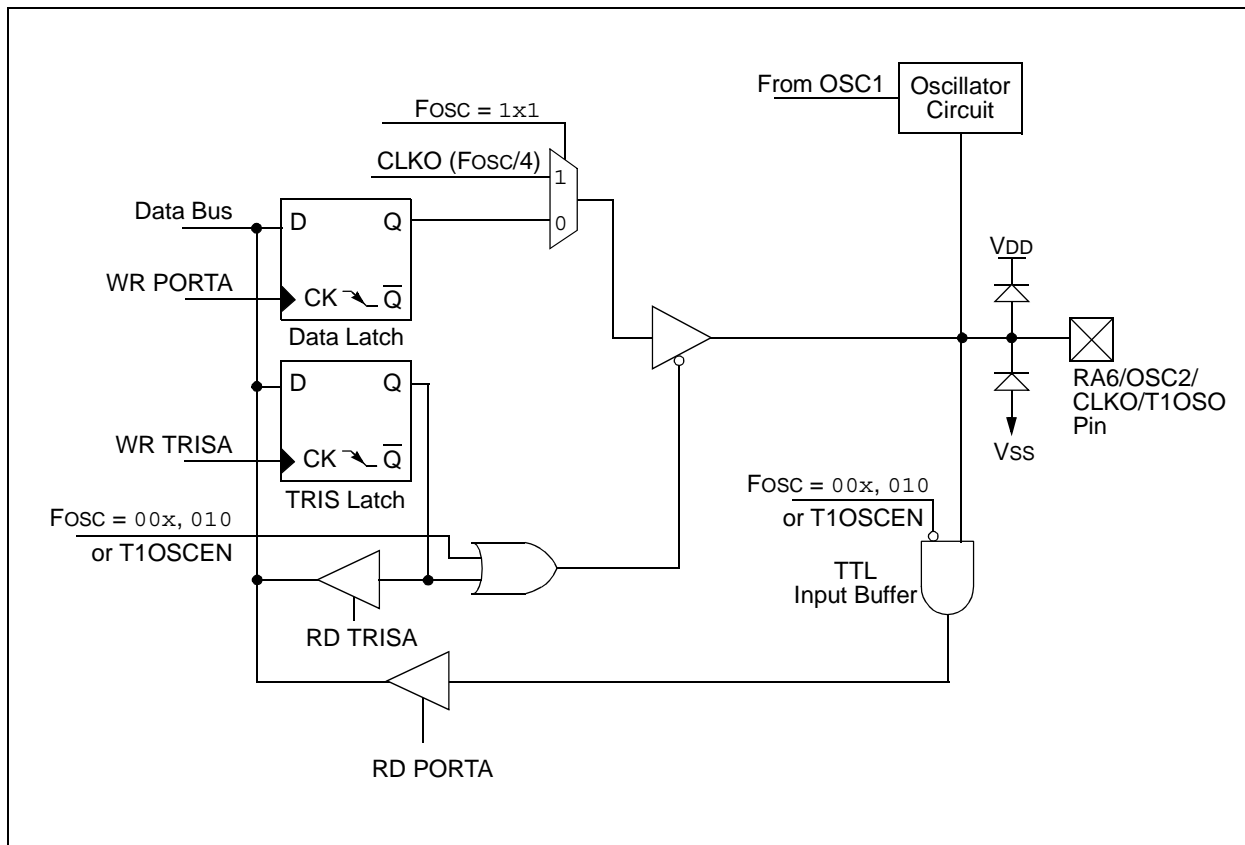 From OSC1
Oscillator
Circuit
FOSC = 1x1
CLKO (FOSC/4)
1
0
Data Bus
D
Q
WR PORTA
CK
Q̅
Data Latch
VDD
D
Q
WR TRISA
CK
Q̅
TRIS Latch
RA6/OSC2/
CLKO/T1OSO
Pin
VSS
FOSC = 00x, 010
or T1OSCEN
FOSC = 00x, 010
or T1OSCEN
TTL
Input Buffer
RD TRISA
RD PORTA